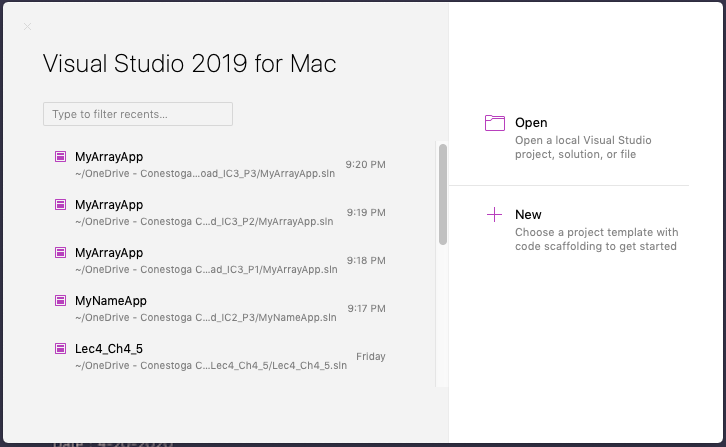 Visual Studio 2019 for Mac
Type to filter recents...
MyArrayApp
~/OneDrive - Conestoga...oad_IC3_P3/MyArrayApp.sln
9:20 PM
MyArrayApp
~/OneDrive - Conestoga C...d_IC3_P2/MyArrayApp.sln
9:19 PM
MyArrayApp
~/OneDrive - Conestoga C...ad_IC3_P1/MyArrayApp.sln
9:18 PM
MyNameApp
~/OneDrive - Conestoga C...d_IC2_P3/MyNameApp.sln
9:17 PM
Lec4_Ch4_5
~/OneDrive - Conestoga C...Lec4_Ch4_5/Lec4_Ch4_5.sln
Friday
Open
Open a local Visual Studio
project, solution, or file
New
Choose a project template with
code scaffolding to get started